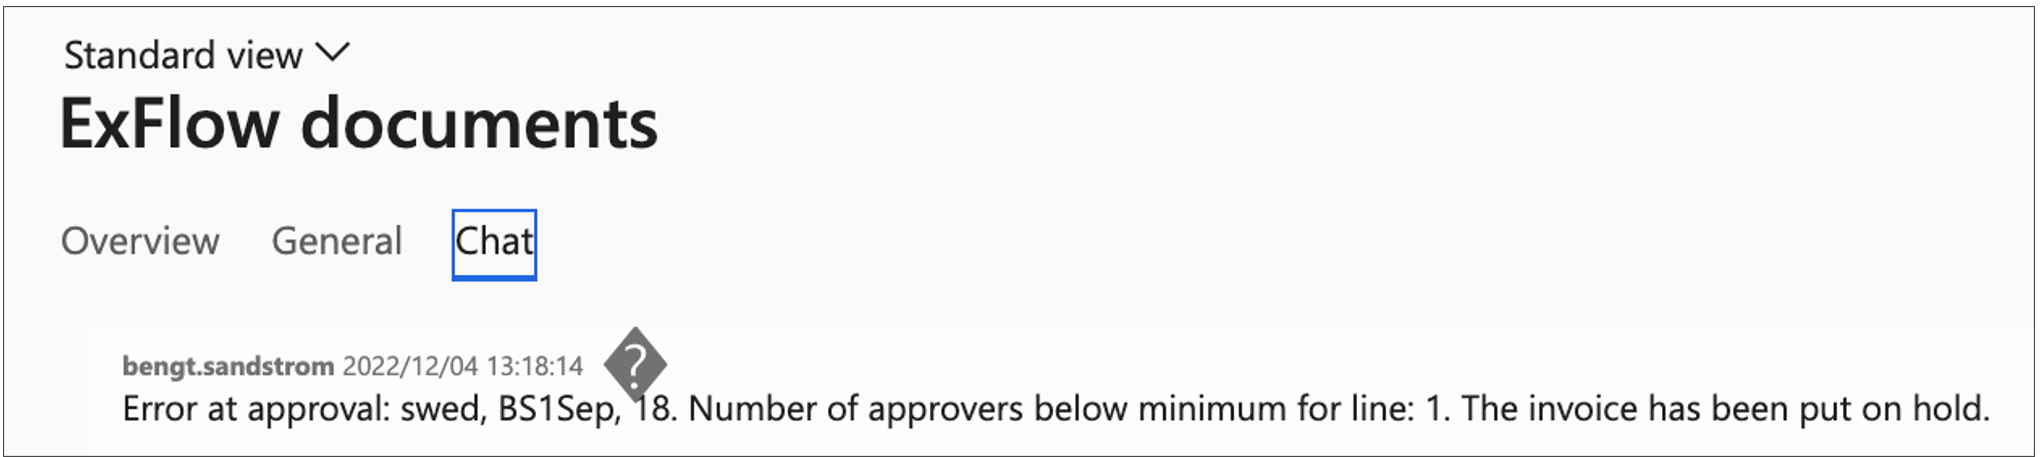 Standard view
ExFlow documents
Overview General Chat
bengt.sandstrom 2022/12/04 13:18:14 ?
Error at approval: swed, BS1Sep, 18. Number of approvers below minimum for line: 1. The invoice has been put on hold.